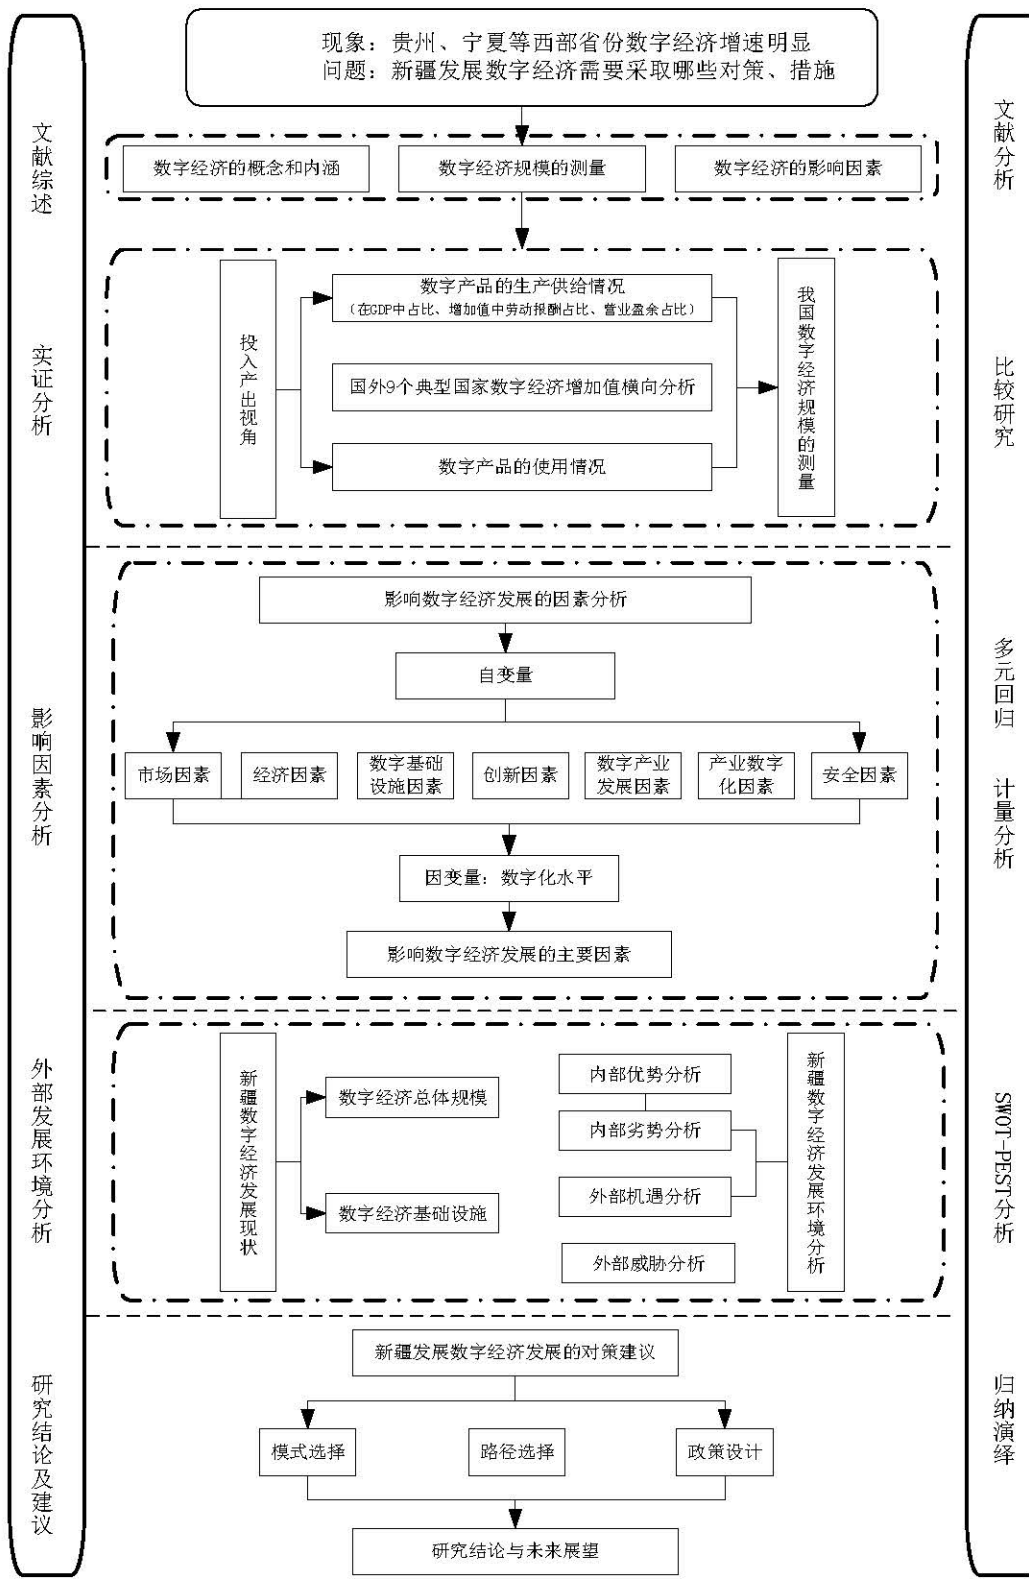 现象：贵州、宁夏等西部省份数字经济增速明显
问题：新疆发展数字经济需要采取哪些对策、措施
文献综述
文献分析
数字经济的概念和内涵
数字经济规模的测量
数字经济的影响因素
实证分析
比较研究
投入产出视角
数字产品的生产供给情况
（在GDP中占比、增加值中劳动报酬占比、营业盈余占比）
国外9个典型国家数字经济增加值横向分析
数字产品的使用情况
我国数字经济规模的测量
影响因素分析
多元回归
计量分析
影响数字经济发展的因素分析
自变量
市场因素
经济因素
数字基础
设施因素
创新因素
数字产业
发展因素
产业数字
化因素
安全因素
因变量：数字化水平
影响数字经济发展的主要因素
外部发展环境分析
SWOT-PEST分析
新疆数字经济发展现状
数字经济总体规模
数字经济基础设施
内部优势分析
内部劣势分析
外部机遇分析
外部威胁分析
新疆数字经济发展环境分析
研究结论及建议
归纳演绎
新疆发展数字经济发展的对策建议
模式选择
路径选择
政策设计
研究结论与未来展望